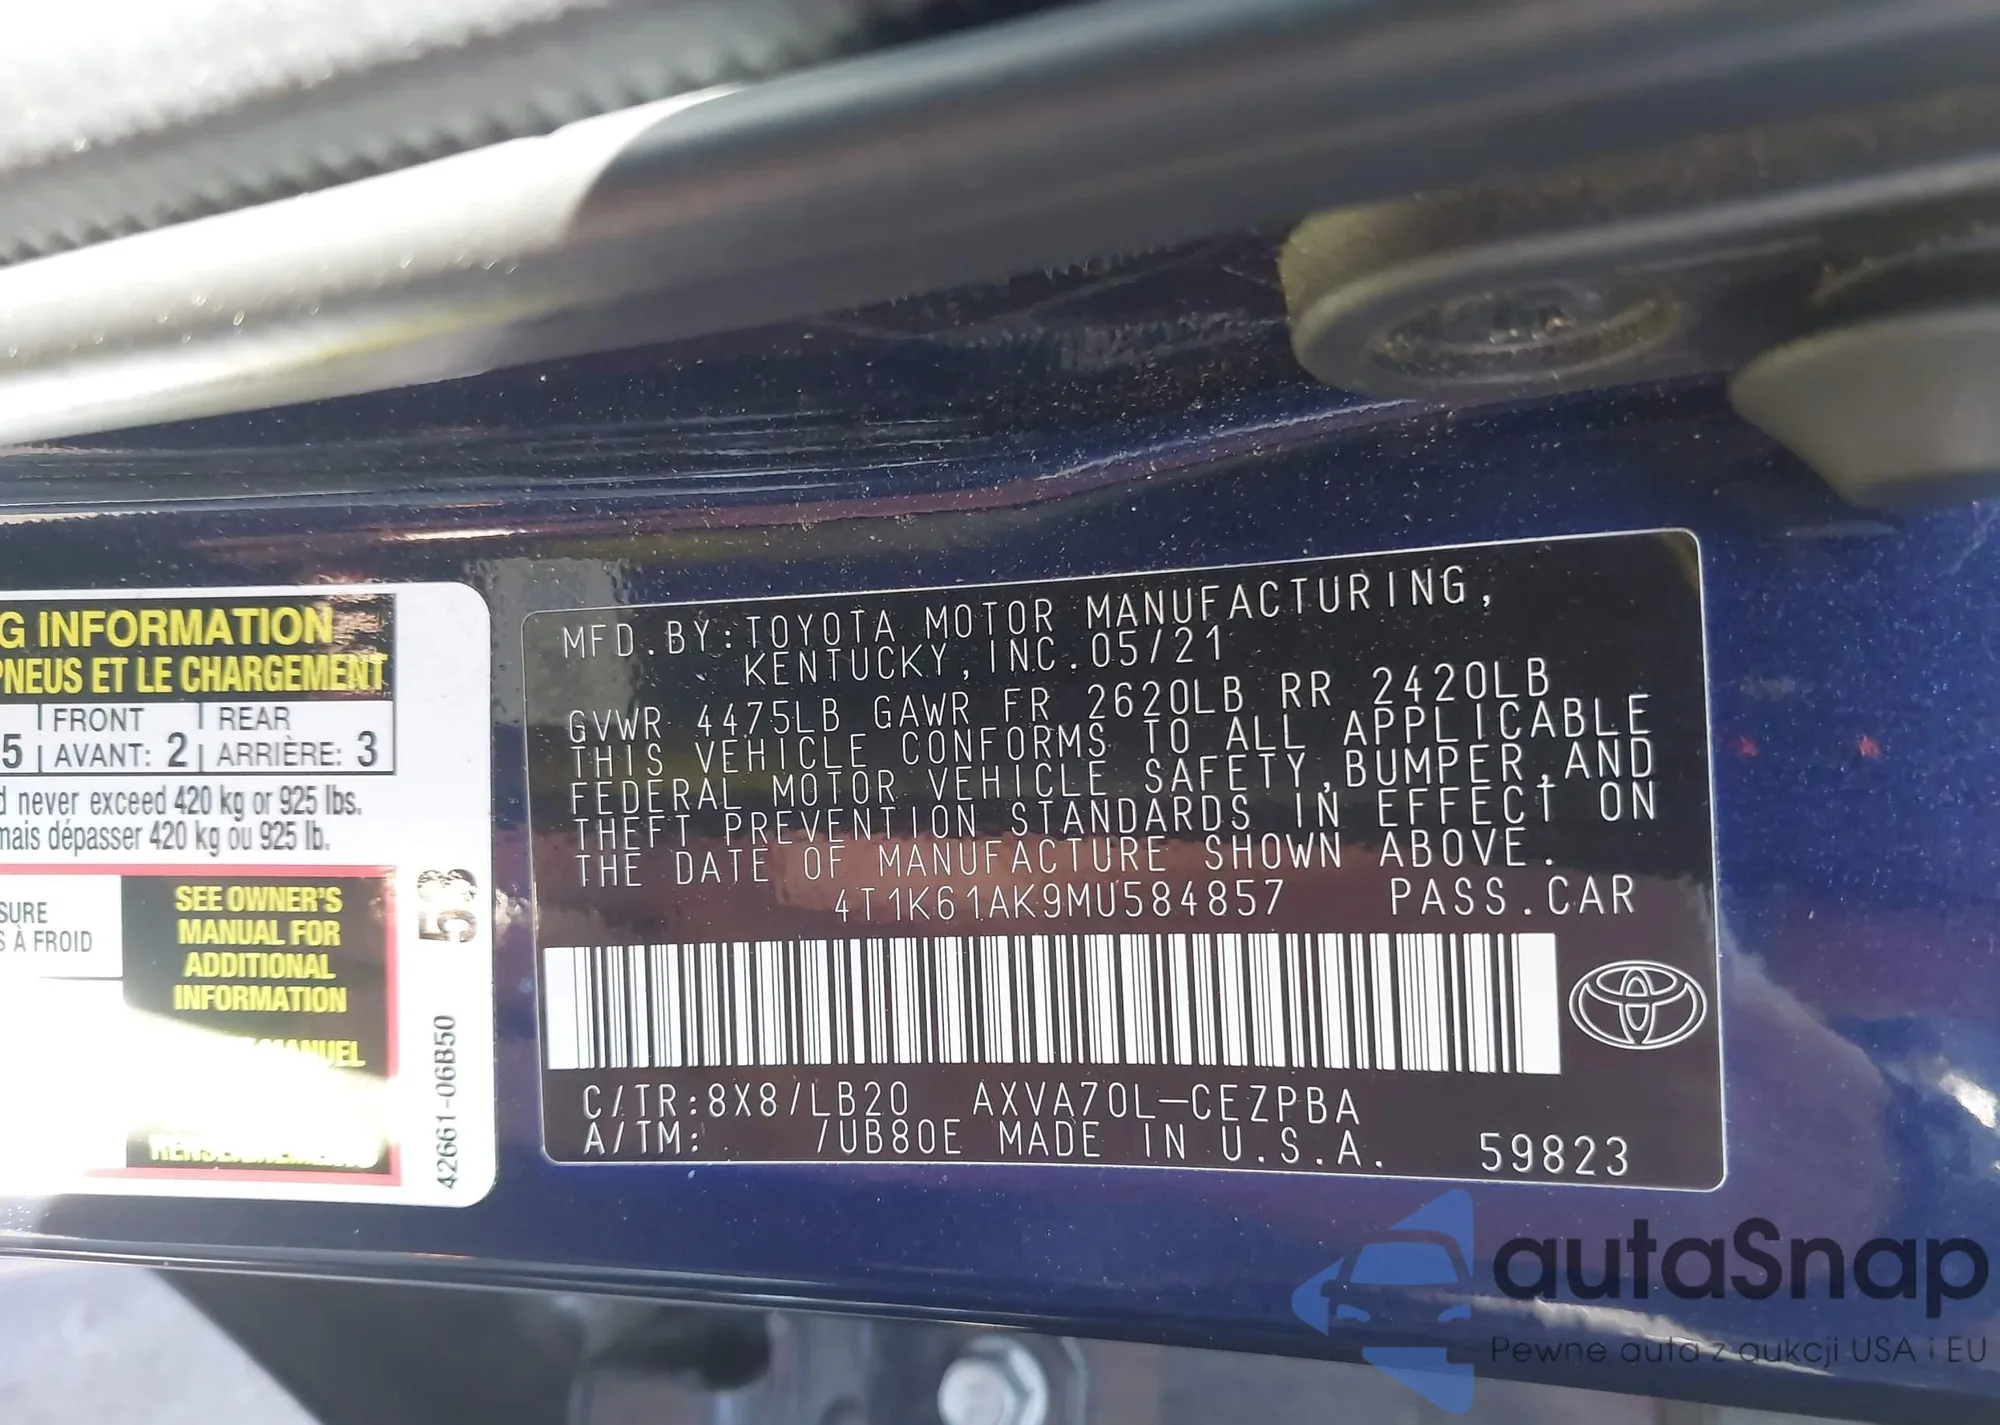 G INFORMATION
PNEUS ET LE CHARGEMENT
5 FRONT AVANT: 2 REAR ARRIÈRE: 3
never exceed 420 kg or 925 lbs.
mais dépasser 420 kg ou 925 lb.
SURE
À FROID
SEE OWNER'S
MANUAL FOR
ADDITIONAL
INFORMATION
MANUEL
RENSEIGNEMENTS
53
42661-06B50
MFD.BY:TOYOTA MOTOR MANUFACTURING,
KENTUCKY, INC.05/21
GVWR 4475LB GAWR FR 2620LB RR 2420LB
THIS VEHICLE CONFORMS TO ALL APPLICABLE
FEDERAL MOTOR VEHICLE SAFETY,BUMPER,AND
THEFT PREVENTION STANDARDS IN EFFECT ON
THE DATE OF MANUFACTURE SHOWN ABOVE.
4T1K61AK9MU584857 PASS.CAR
C/TR:8X8/LB20 AXVA70L-CEZPBA
A/TM: /UB80E MADE IN U.S.A. 59823
autaSnap
Pewne auta z aukcji USA i EU